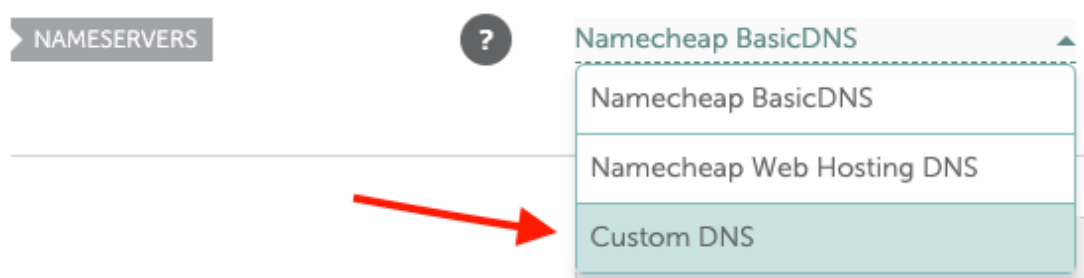 NAMESERVERS
?
Namecheap BasicDNS
Namecheap BasicDNS
Namecheap Web Hosting DNS
Custom DNS